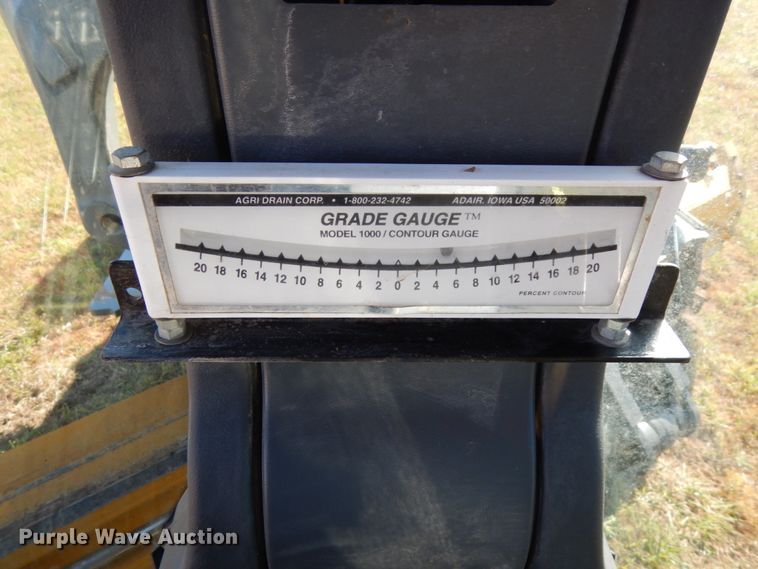 AGRI DRAIN CORP. • 1-800-232-4742 ADAIR, IOWA USA 50002
GRADE GAUGE™
MODEL 1000 / CONTOUR GAUGE
20 18 16 14 12 10 8 6 4 2 0 2 4 6 8 10 12 14 16 18 20
PERCENT CONTOUR
Purple Wave Auction®